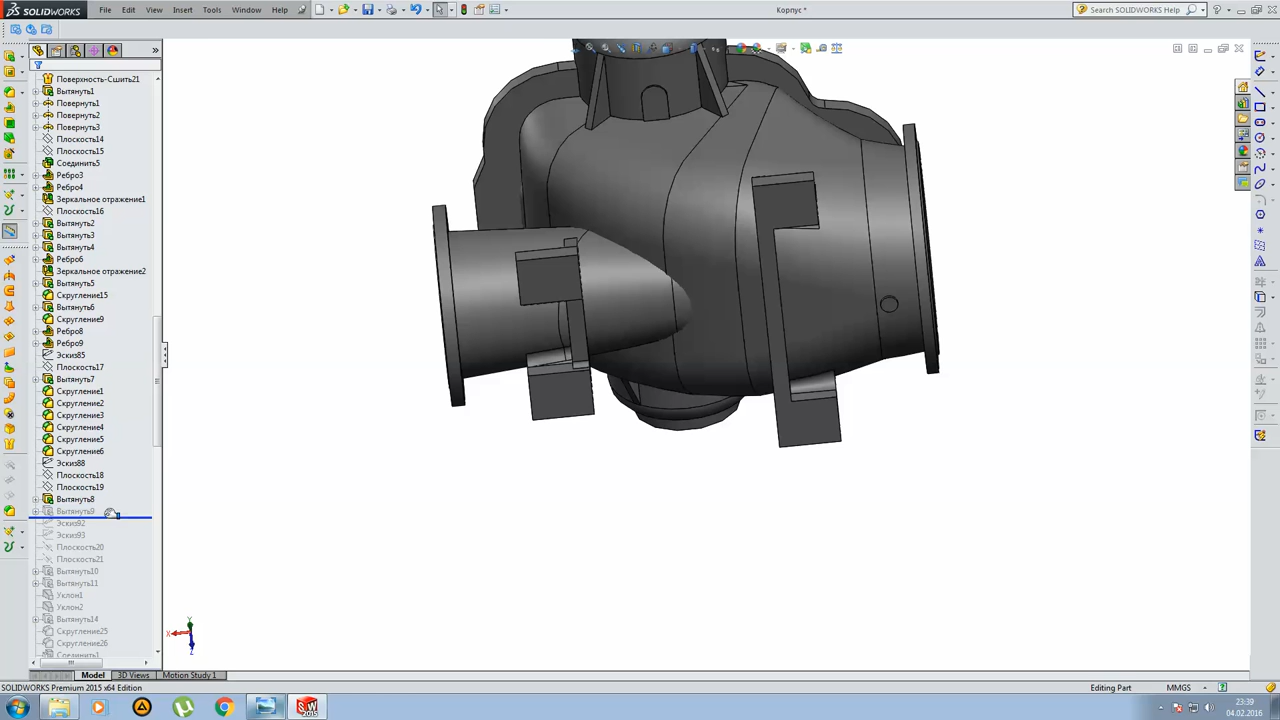 SOLIDWORKS File Edit View Insert Tools Window Help Корпус * Search SOLIDWORKS Help
Поверхность-Сшить21
Вытянуть1
Повернуть1
Повернуть2
Повернуть3
Плоскость14
Плоскость15
Соединить5
Ребро3
Ребро4
Зеркальное отражение1
Плоскость16
Вытянуть2
Вытянуть3
Вытянуть4
Ребро6
Зеркальное отражение2
Вытянуть5
Скругление15
Вытянуть6
Скругление9
Ребро8
Ребро9
Эскиз85
Плоскость17
Вытянуть7
Скругление1
Скругление2
Скругление3
Скругление4
Скругление5
Скругление6
Эскиз88
Плоскость18
Плоскость19
Вытянуть8
Вытянуть9
Эскиз92
Эскиз93
Плоскость20
Плоскость21
Вытянуть10
Вытянуть11
Уклон1
Уклон2
Вытянуть14
Скругление25
Скругление26
Соединить1
Y
X
Z
Model 3D Views Motion Study 1
SOLIDWORKS Premium 2015 x64 Edition Editing Part MMGS
SW
2015
23:39
04.02.2016